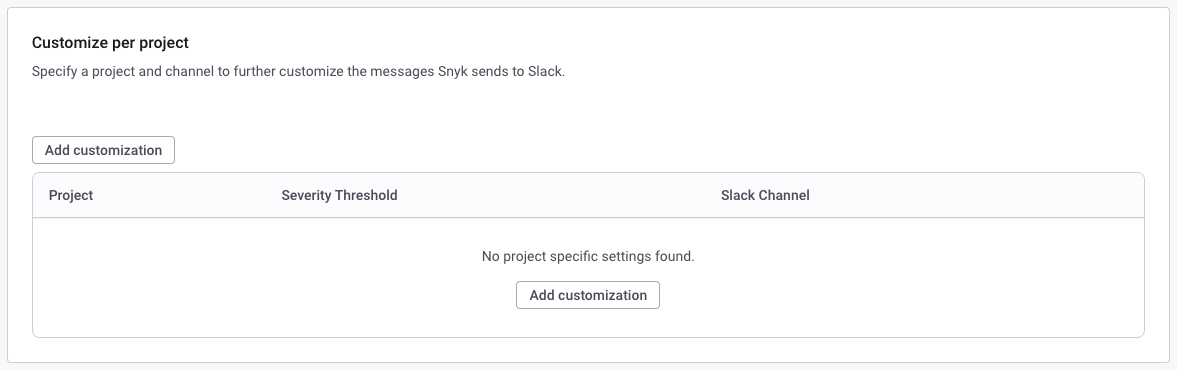 Customize per project
Specify a project and channel to further customize the messages Snyk sends to Slack.
Add customization
Project Severity Threshold Slack Channel
No project specific settings found.
Add customization